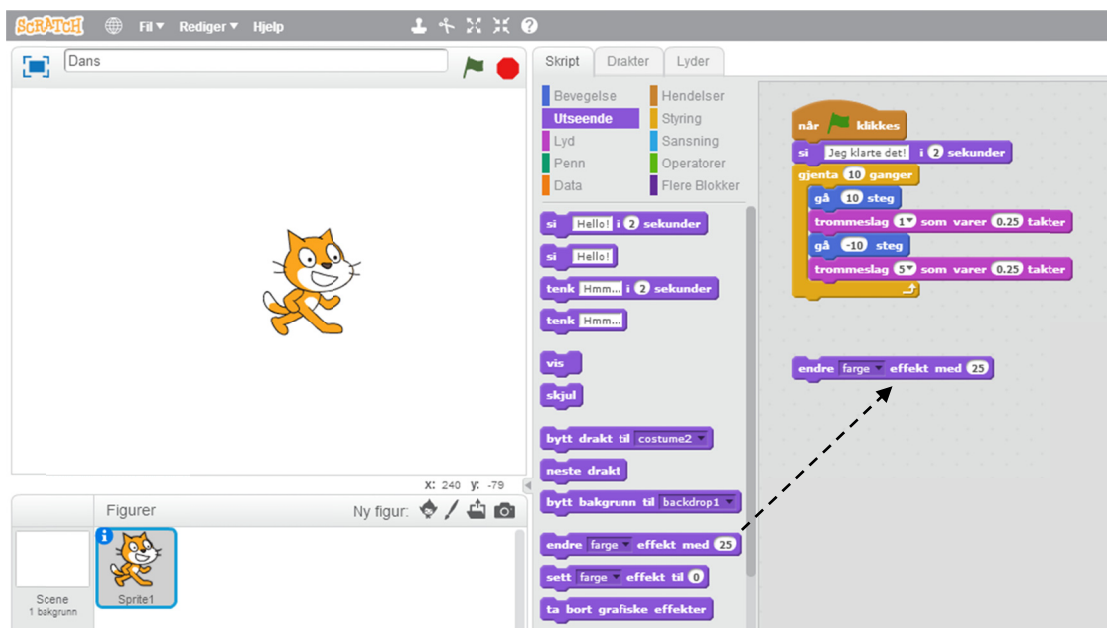 SCRATCH Fil Rediger Hjelp
Dans
Skript Drakter Lyder
Bevegelse Hendelser
Utseende Styring
Lyd Sansning
Penn Operatorer
Data Flere Blokker
si Hello! i 2 sekunder
si Hello!
tenk Hmm... i 2 sekunder
tenk Hmm...
vis
skjul
bytt drakt til costume2
neste drakt
bytt bakgrunn til backdrop1
endre farge effekt med 25
sett farge effekt til 0
ta bort grafiske effekter
når klikkes
si Jeg klarte det! i 2 sekunder
gjenta 10 ganger
gå 10 steg
trommeslag 1 som varer 0.25 takter
gå -10 steg
trommeslag 5 som varer 0.25 takter
endre farge effekt med 25
x: 240 y: -79
Figurer Ny figur:
Scene
1 bakgrunn
Sprite1